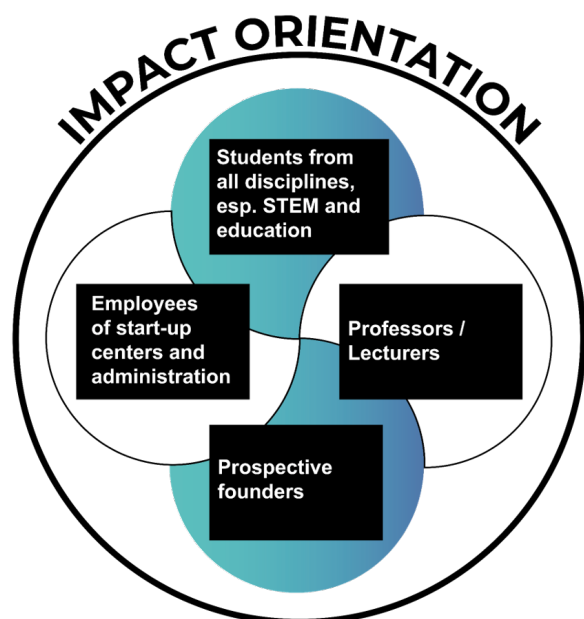 IMPACT ORIENTATION
Students from
all disciplines,
esp. STEM and
education
Employees
of start-up
centers and
administration
Professors /
Lecturers
Prospective
founders